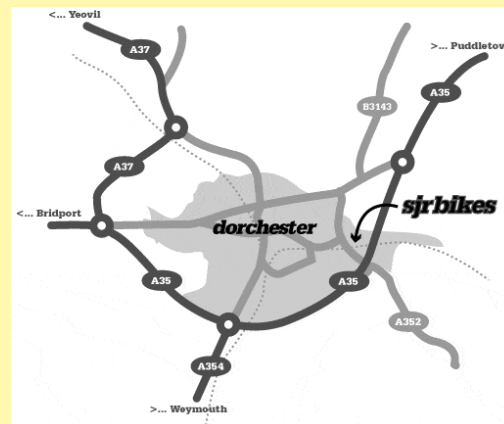 <... Yeovil
A37
>... Puddletow
A35
B3143
A37
<... Bridport
sjrbikes
dorchester
A35
A35
A352
A354
>... Weymouth